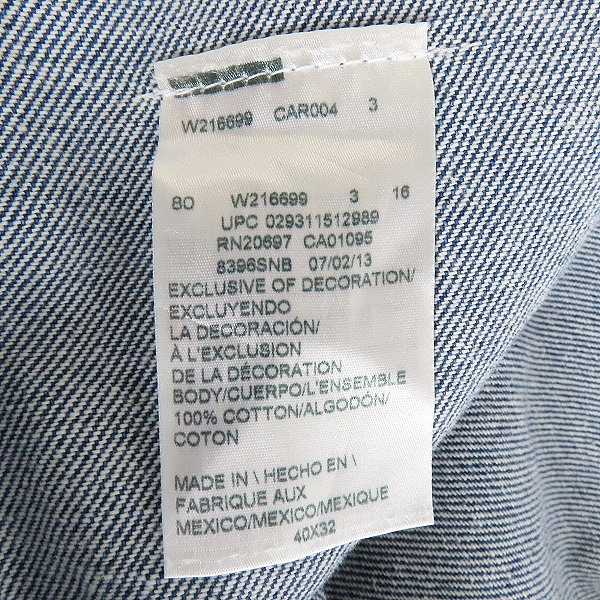 W216699 CAR004 3
80 W216699 3 16
UPC 029311512989
RN20697 CA01095
8396SNB 07/02/13
EXCLUSIVE OF DECORATION/
EXCLUYENDO
LA DECORACIÓN/
À L'EXCLUSION
DE LA DÉCORATION
BODY/CUERPO/L'ENSEMBLE
100% COTTON/ALGODÓN/
COTON
MADE IN \ HECHO EN \
FABRIQUE AUX
MEXICO/MEXICO/MEXIQUE
40X32